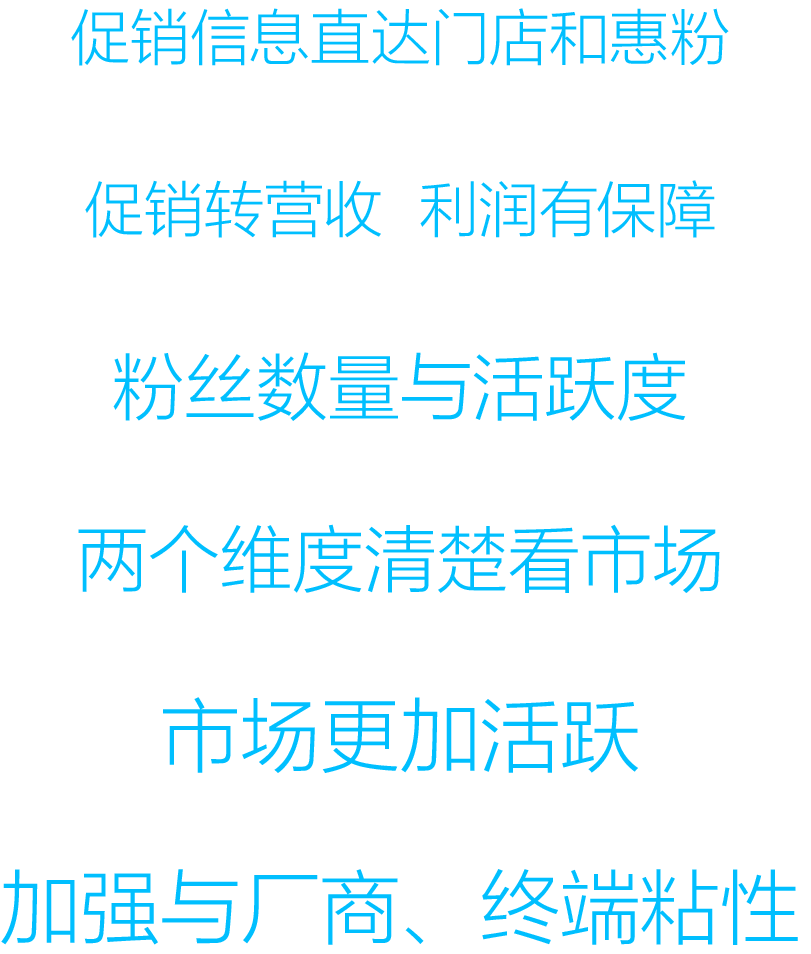 促销信息直达门店和惠粉
促销转营收 利润有保障
粉丝数量与活跃度
两个维度清楚看市场
市场更加活跃
加强与厂商、终端粘性